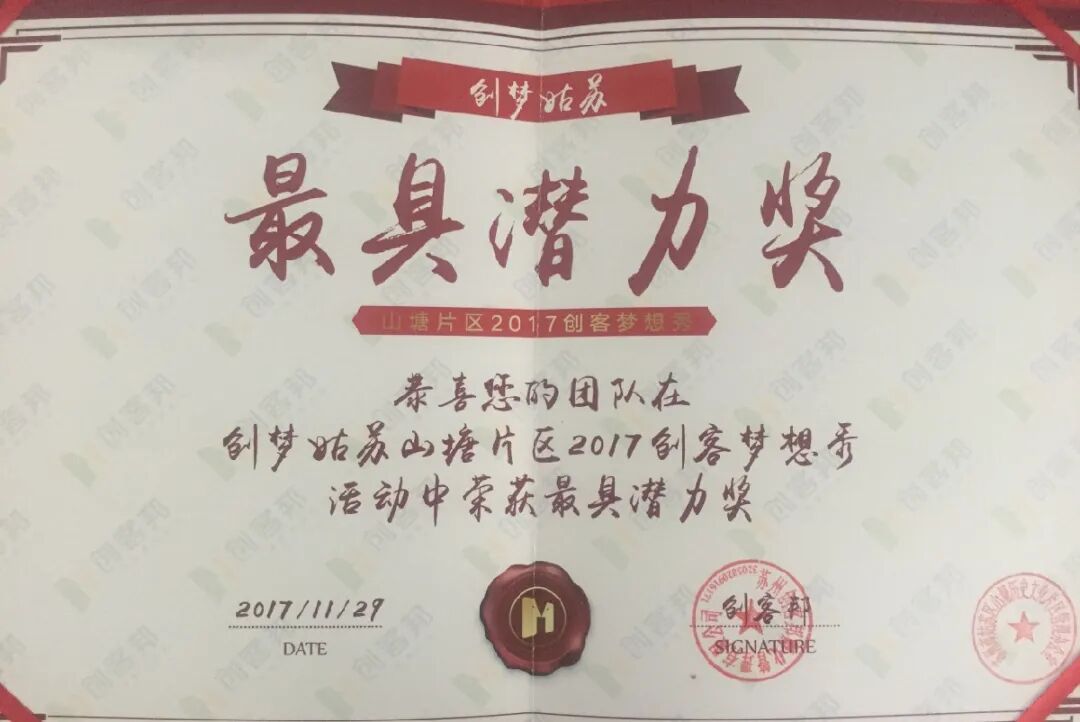 创梦姑苏
最具潜力奖
山塘片区2017创客梦想秀
恭喜您的团队在
创梦姑苏山塘片区2017创客梦想秀
活动中荣获最具潜力奖
2017/11/29
DATE
创客邦
SIGNATURE